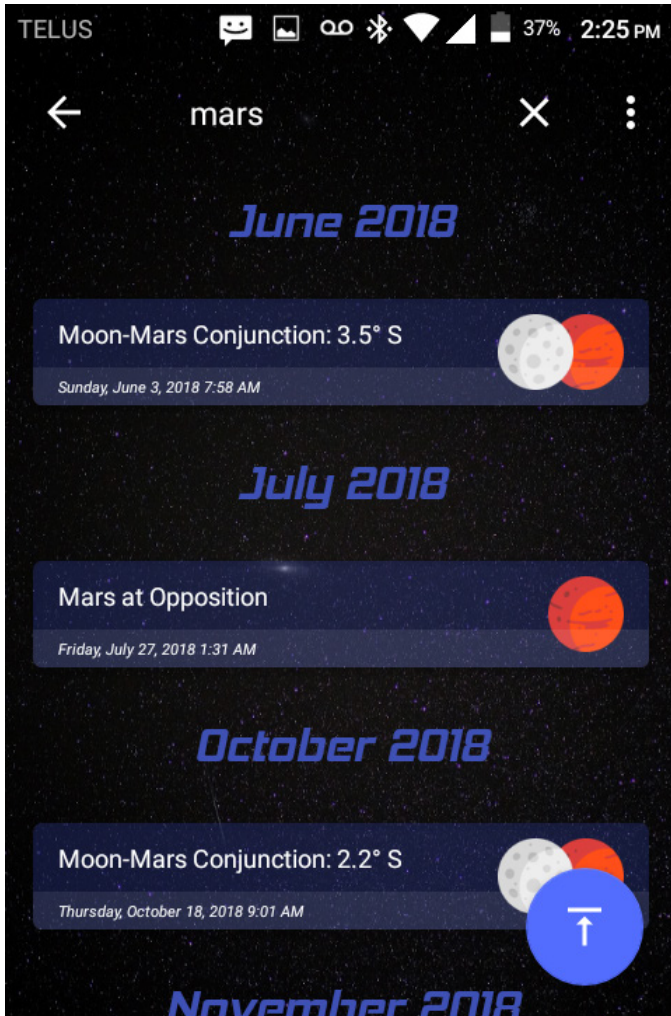 TELUS 37% 2:25 PM
mars
June 2018
Moon-Mars Conjunction: 3.5° S
Sunday, June 3, 2018 7:58 AM
July 2018
Mars at Opposition
Friday, July 27, 2018 1:31 AM
October 2018
Moon-Mars Conjunction: 2.2° S
Thursday, October 18, 2018 9:01 AM
November 2018